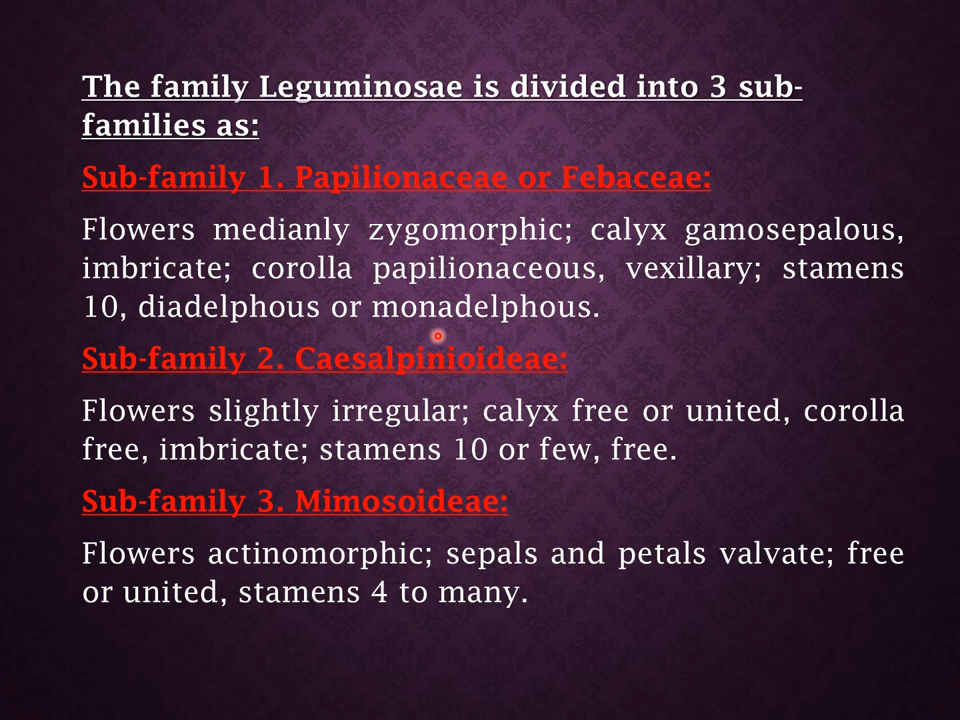 The family Leguminosae is divided into 3 sub-
families as:
Sub-family 1. Papilionaceae or Febaceae:
Flowers medianly zygomorphic; calyx gamosepalous,
imbricate; corolla papilionaceous, vexillary; stamens
10, diadelphous or monadelphous.
Sub-family 2. Caesalpinioideae:
Flowers slightly irregular; calyx free or united, corolla
free, imbricate; stamens 10 or few, free.
Sub-family 3. Mimosoideae:
Flowers actinomorphic; sepals and petals valvate; free
or united, stamens 4 to many.